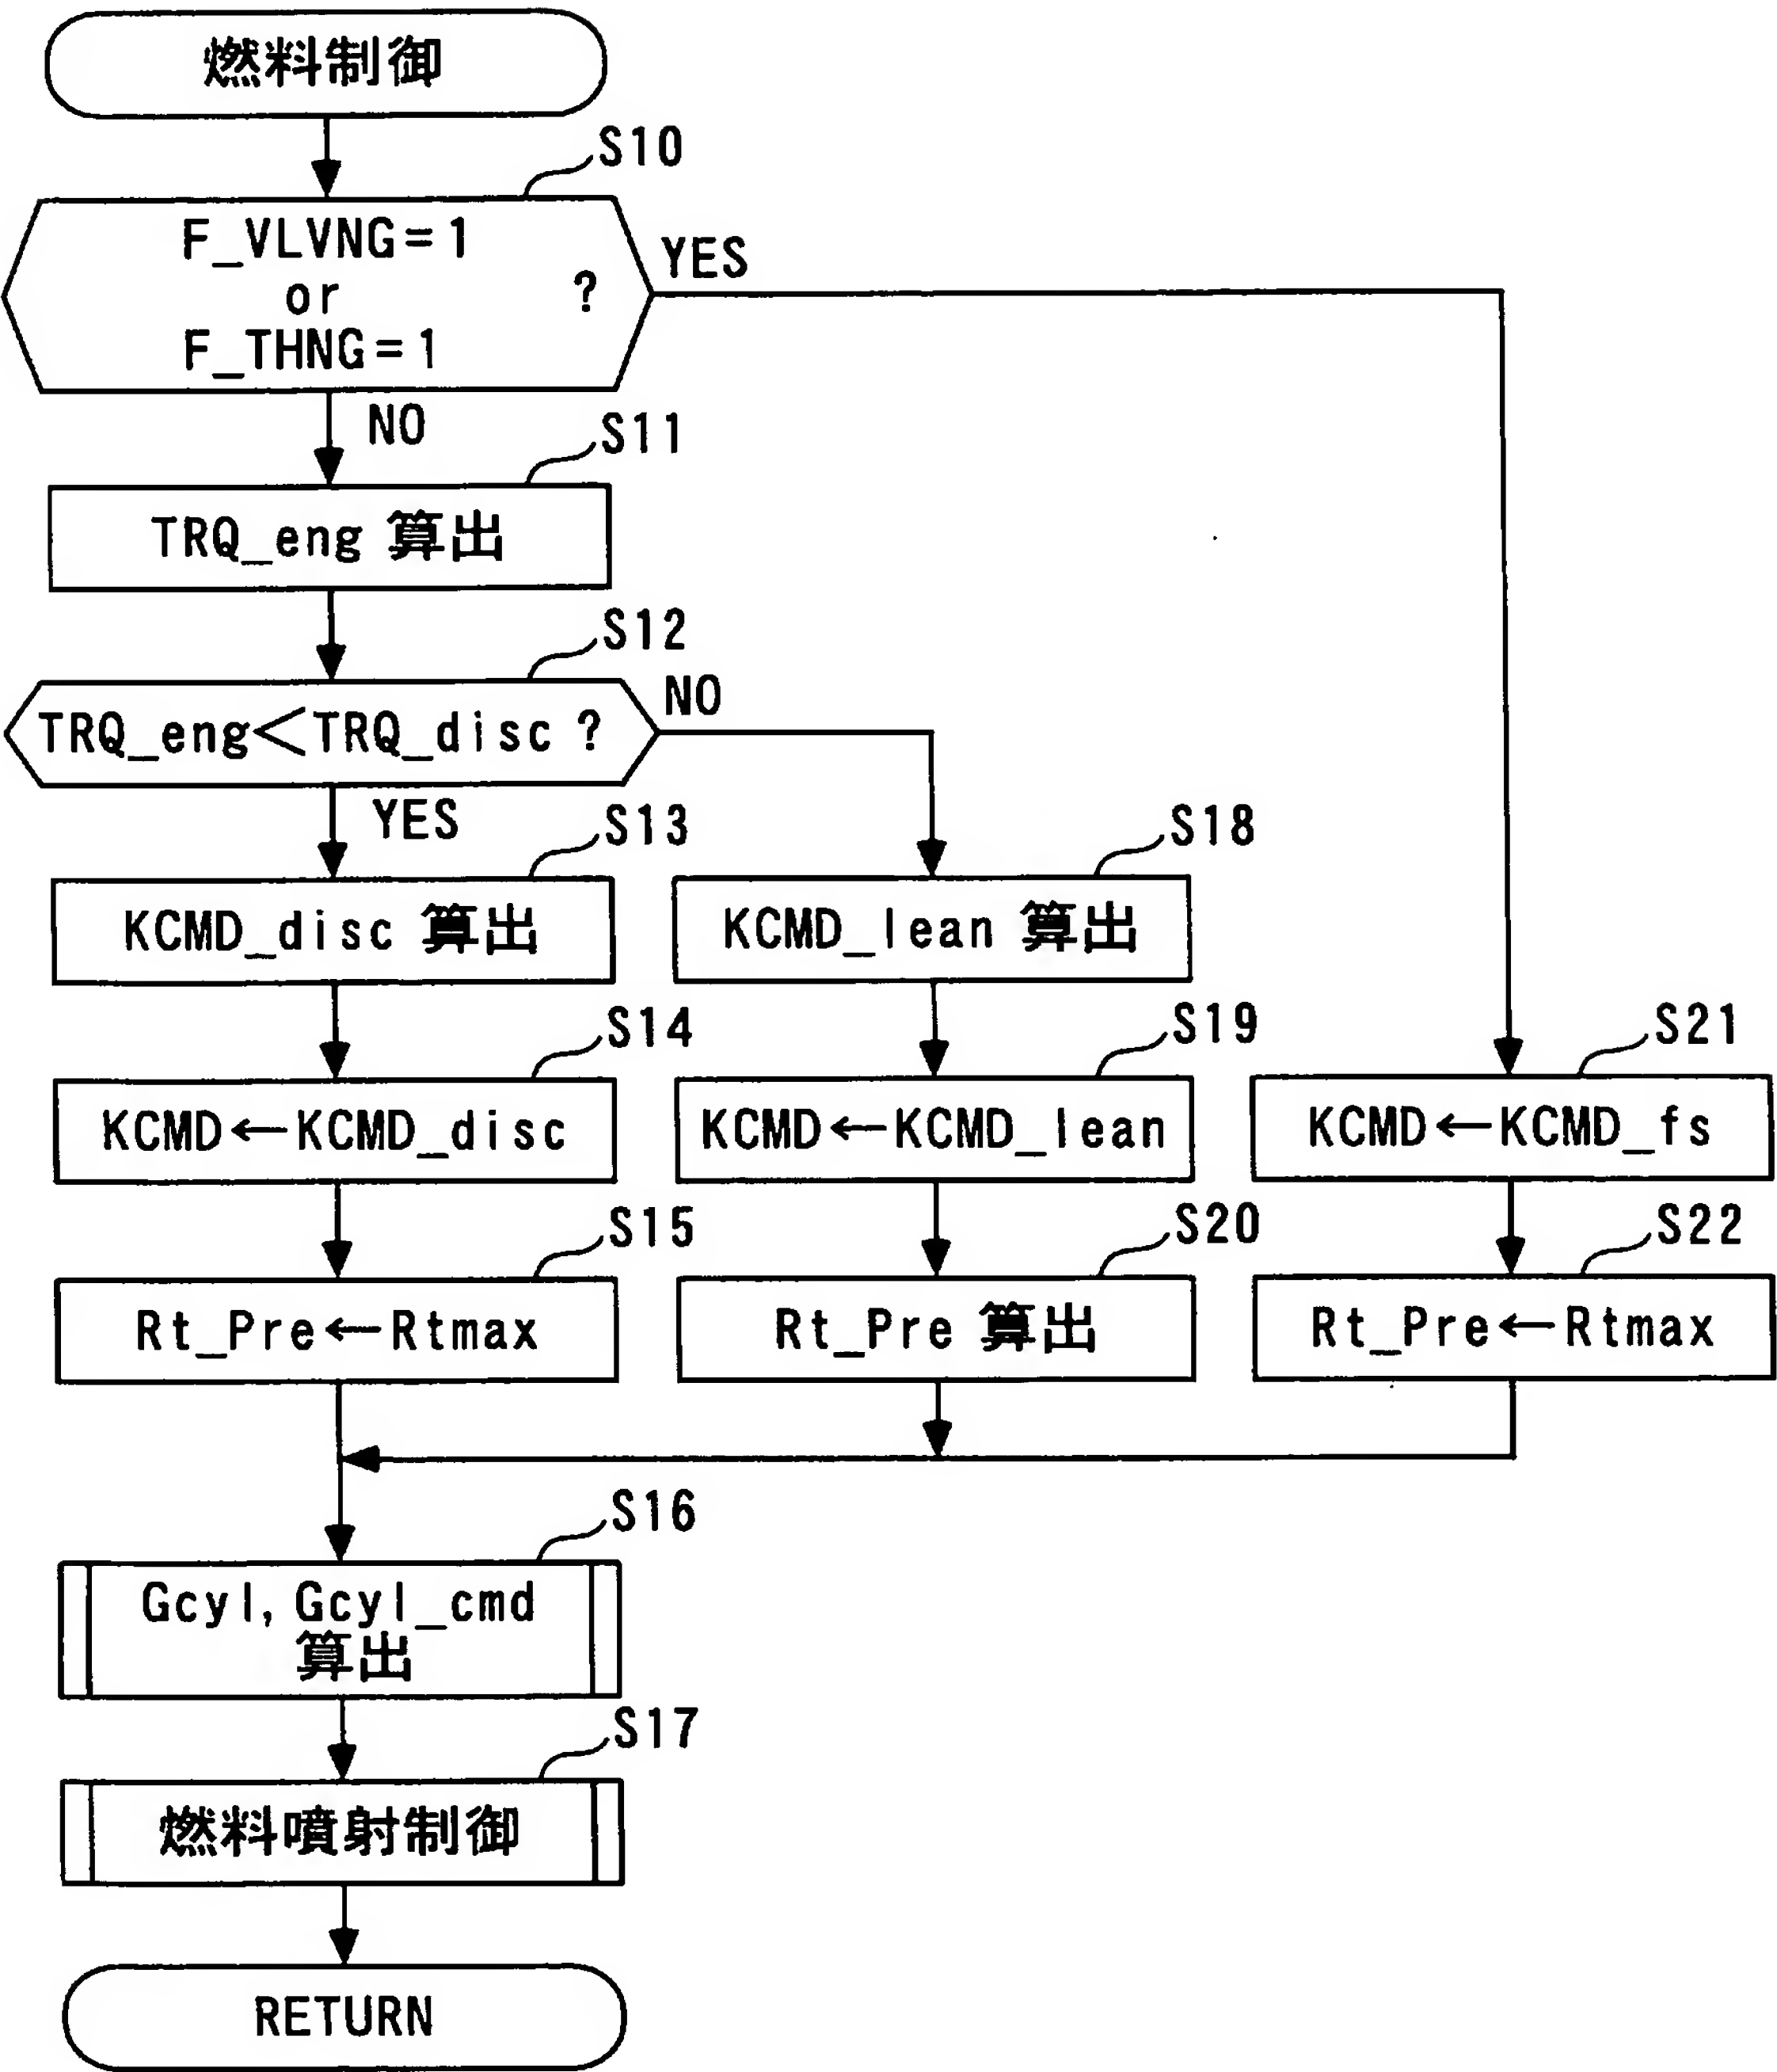 燃料制御
S10
F_VLVNG=1
or ?
F_THNG=1
YES
NO
S11
TRQ_eng 算出
S12
TRQ_eng<TRQ_disc ?
NO
YES
S13
KCMD_disc 算出
S14
KCMD←KCMD_disc
S15
Rt_Pre←Rtmax
S18
KCMD_lean 算出
S19
KCMD←KCMD_lean
S20
Rt_Pre 算出
S21
KCMD←KCMD_fs
S22
Rt_Pre←Rtmax
S16
Gcyl, Gcyl_cmd
算出
S17
燃料噴射制御
RETURN